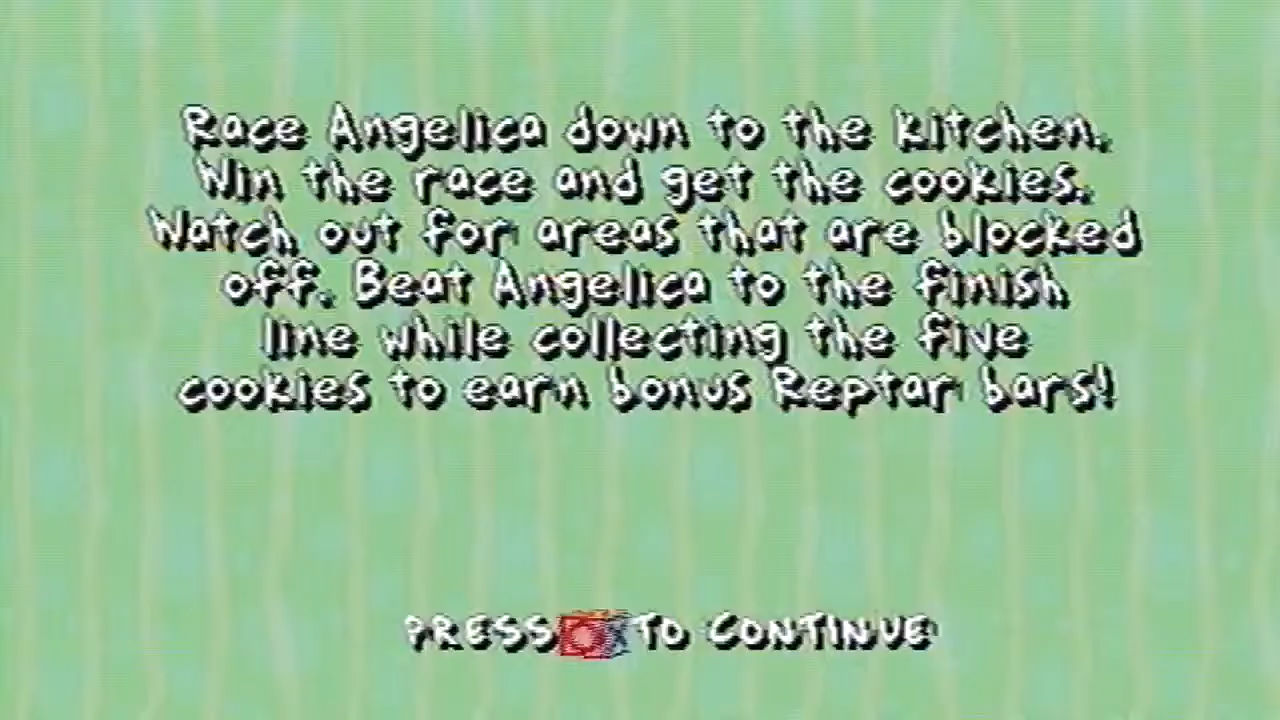 Race Angelica down to the kitchen.
Win the race and get the cookies.
Watch out for areas that are blocked
off. Beat Angelica to the finish
line while collecting the five
cookies to earn bonus Reptar bars!
PRESS TO CONTINUE